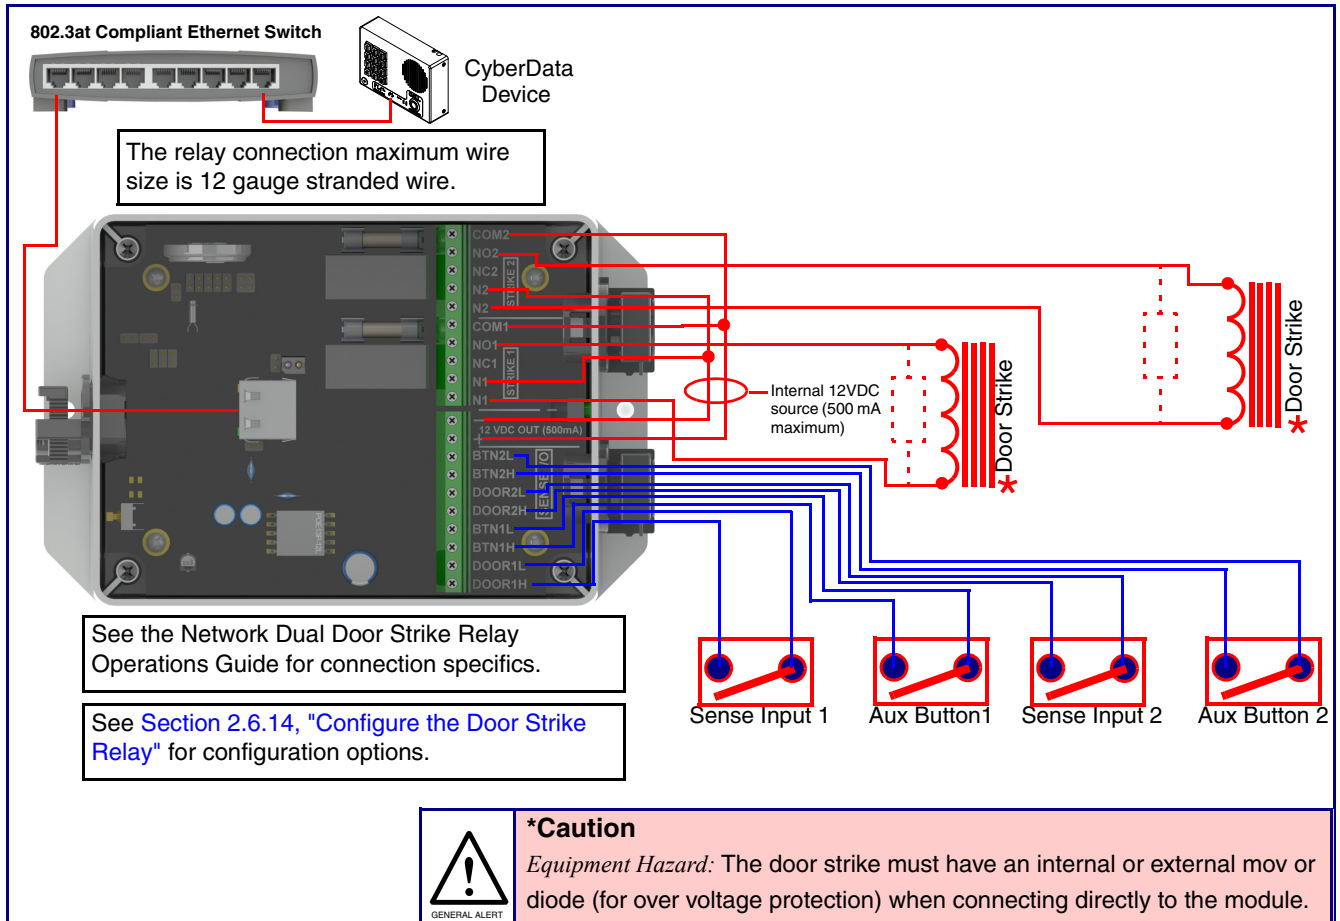 802.3at Compliant Ethernet Switch
CyberData
Device
The relay connection maximum wire
size is 12 gauge stranded wire.
COM2
NO2
NC2
N2
N2
STRIKE 2
COM1
NO1
NC1
N1
N1
STRIKE 1
-
12 VDC OUT (500mA)
+
BTN2L
BTN2H
DOOR2L
DOOR2H
BTN1L
BTN1H
DOOR1L
DOOR1H
SENSE I/O
Internal 12VDC
source (500 mA
maximum)
*Door Strike
*Door Strike
Sense Input 1
Aux Button1
Sense Input 2
Aux Button 2
See the Network Dual Door Strike Relay
Operations Guide for connection specifics.
See Section 2.6.14, "Configure the Door Strike
Relay" for configuration options.
GENERAL ALERT
*Caution
Equipment Hazard: The door strike must have an internal or external mov or
diode (for over voltage protection) when connecting directly to the module.